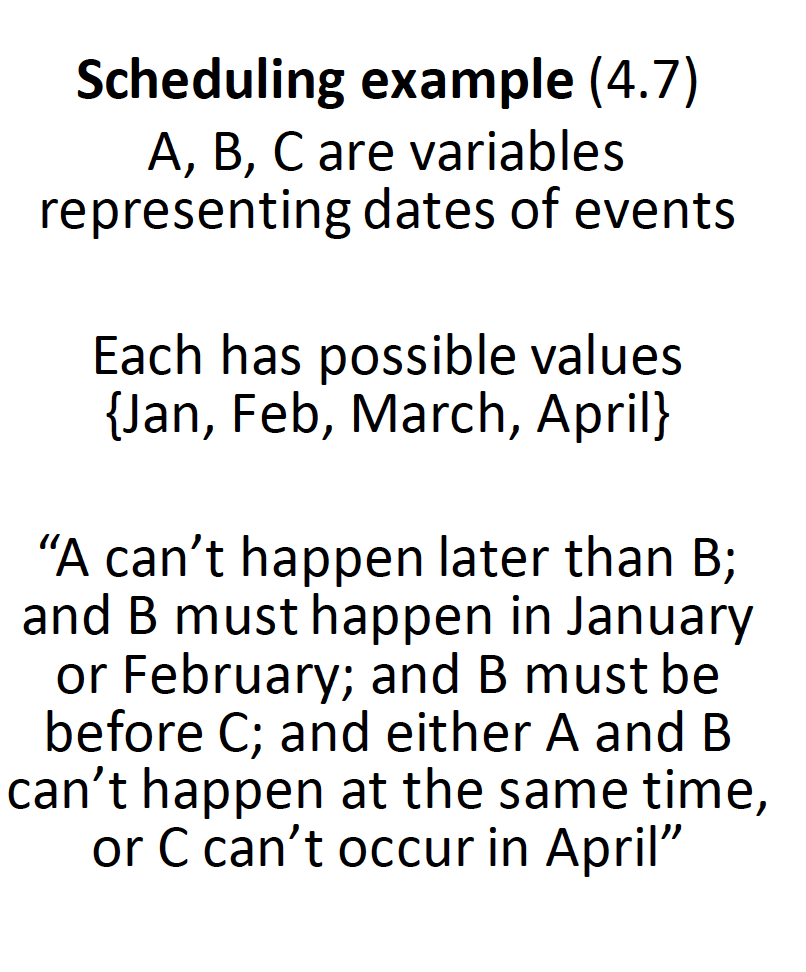 Scheduling example (4.7)
A, B, C are variables
representing dates of events
Each has possible values
{Jan, Feb, March, April}
“A can’t happen later than B;
and B must happen in January
or February; and B must be
before C; and either A and B
can’t happen at the same time,
or C can’t occur in April”